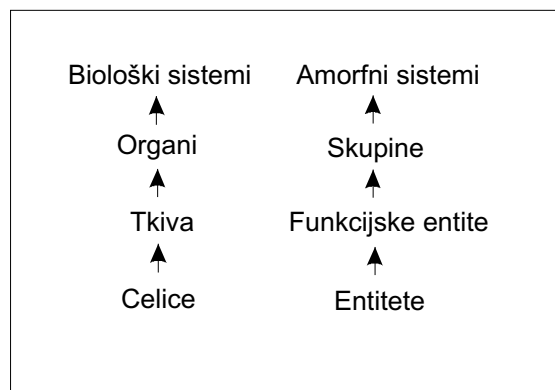 Biološki sistemi Amorfni sistemi
Organi Skupine
Tkiva Funkcijske entite
Celice Entitete